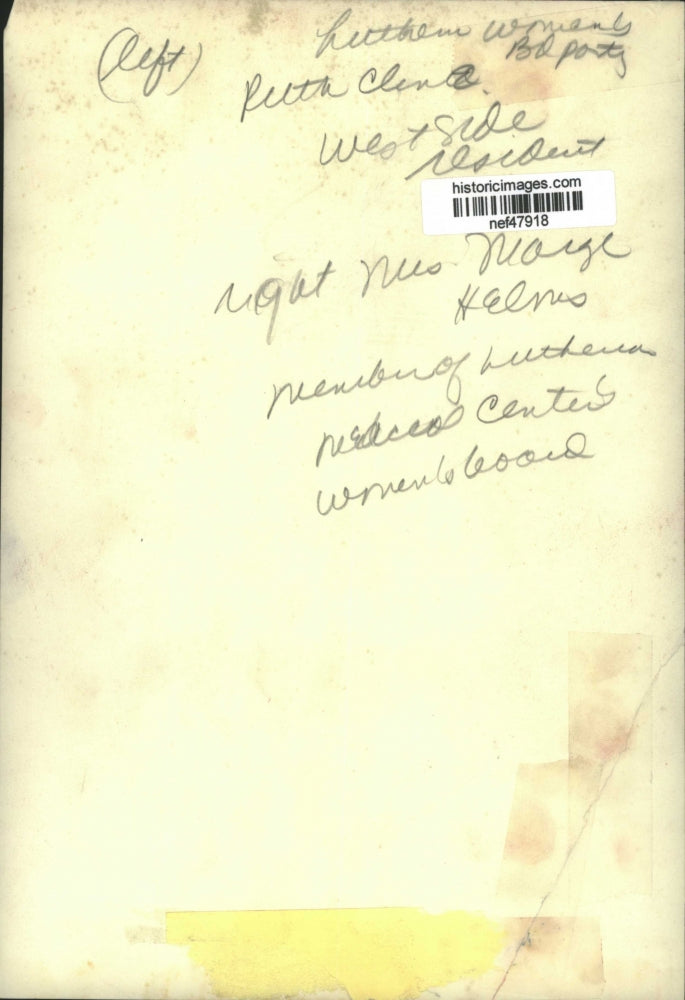 Lutheran Women's
Bd party
(left)
Ruth
West Side
resident
historicimages.com
nef47918
right Mrs. Marge
Helms
member of Lutheran
Medical Center's
women's board